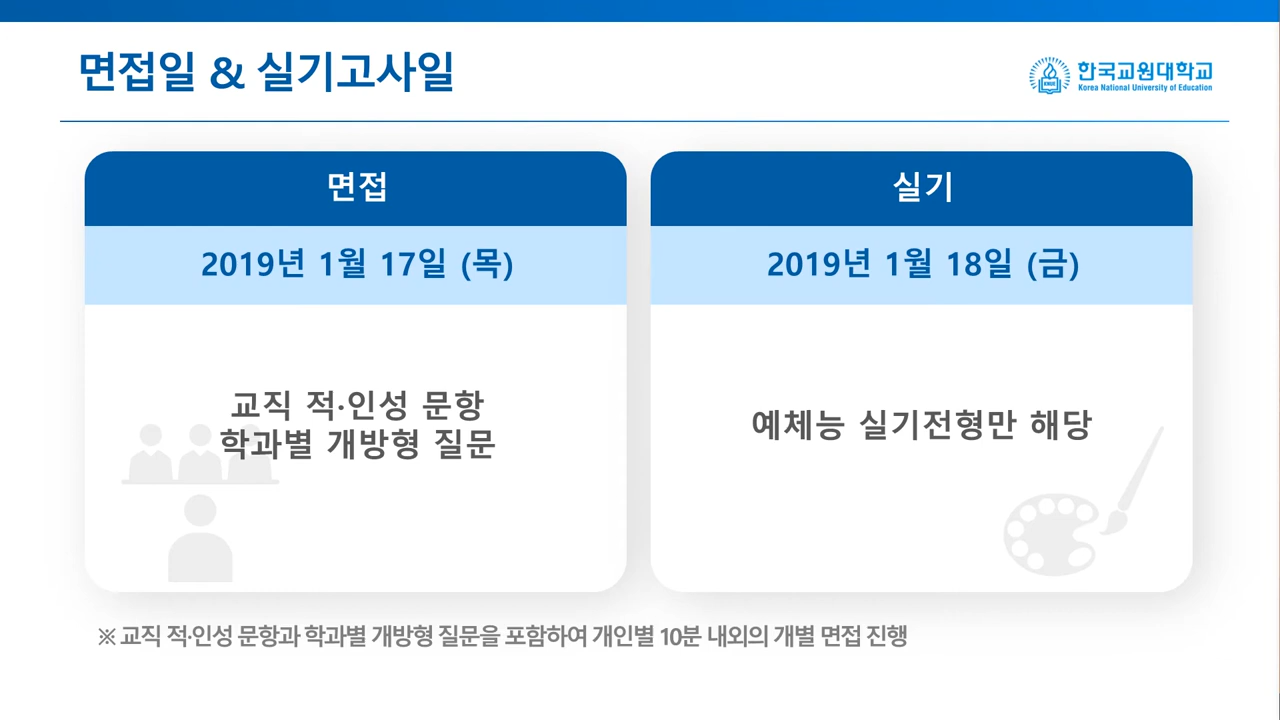 면접일 & 실기고사일
한국교원대학교
Korea National University of Education
면접
2019년 1월 17일 (목)
교직 적·인성 문항
학과별 개방형 질문
실기
2019년 1월 18일 (금)
예체능 실기전형만 해당
※ 교직 적·인성 문항과 학과별 개방형 질문을 포함하여 개인별 10분 내외의 개별 면접 진행